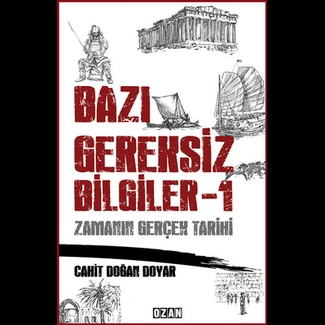 BAZI
GEREKSİZ
BİLGİLER-1
ZAMANIN GERÇEK TARİHİ
CAHİT DOĞAN DOYAR
OZAN